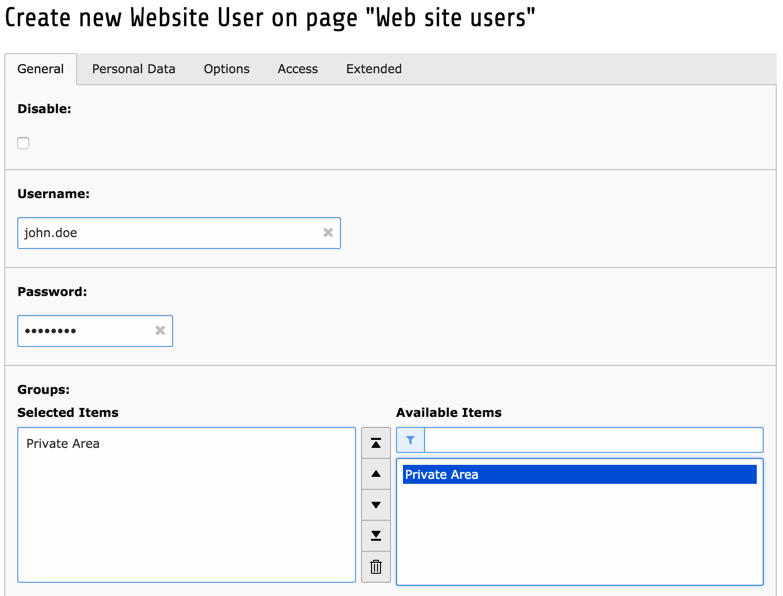 Create new Website User on page "Web site users"
General Personal Data Options Access Extended
Disable:
Username:
john.doe
Password:
••••••••
Groups:
Selected Items Available Items
Private Area
Private Area